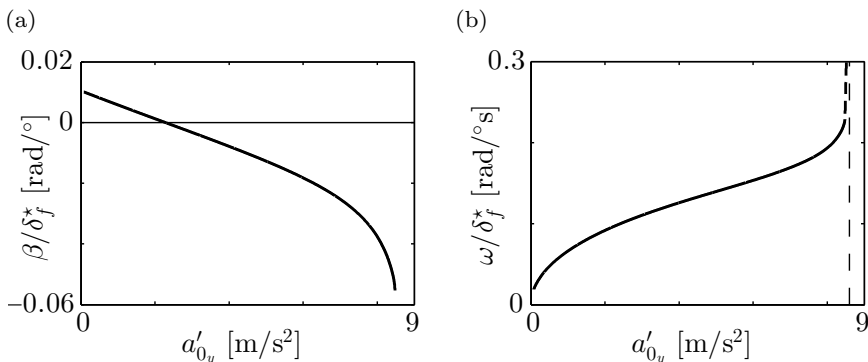 (a)
0.02
0
−0.06
β/δ*f [rad/°]
0
9
a′0y [m/s²]
(b)
0.3
0
ω/δ*f [rad/°s]
0
9
a′0y [m/s²]